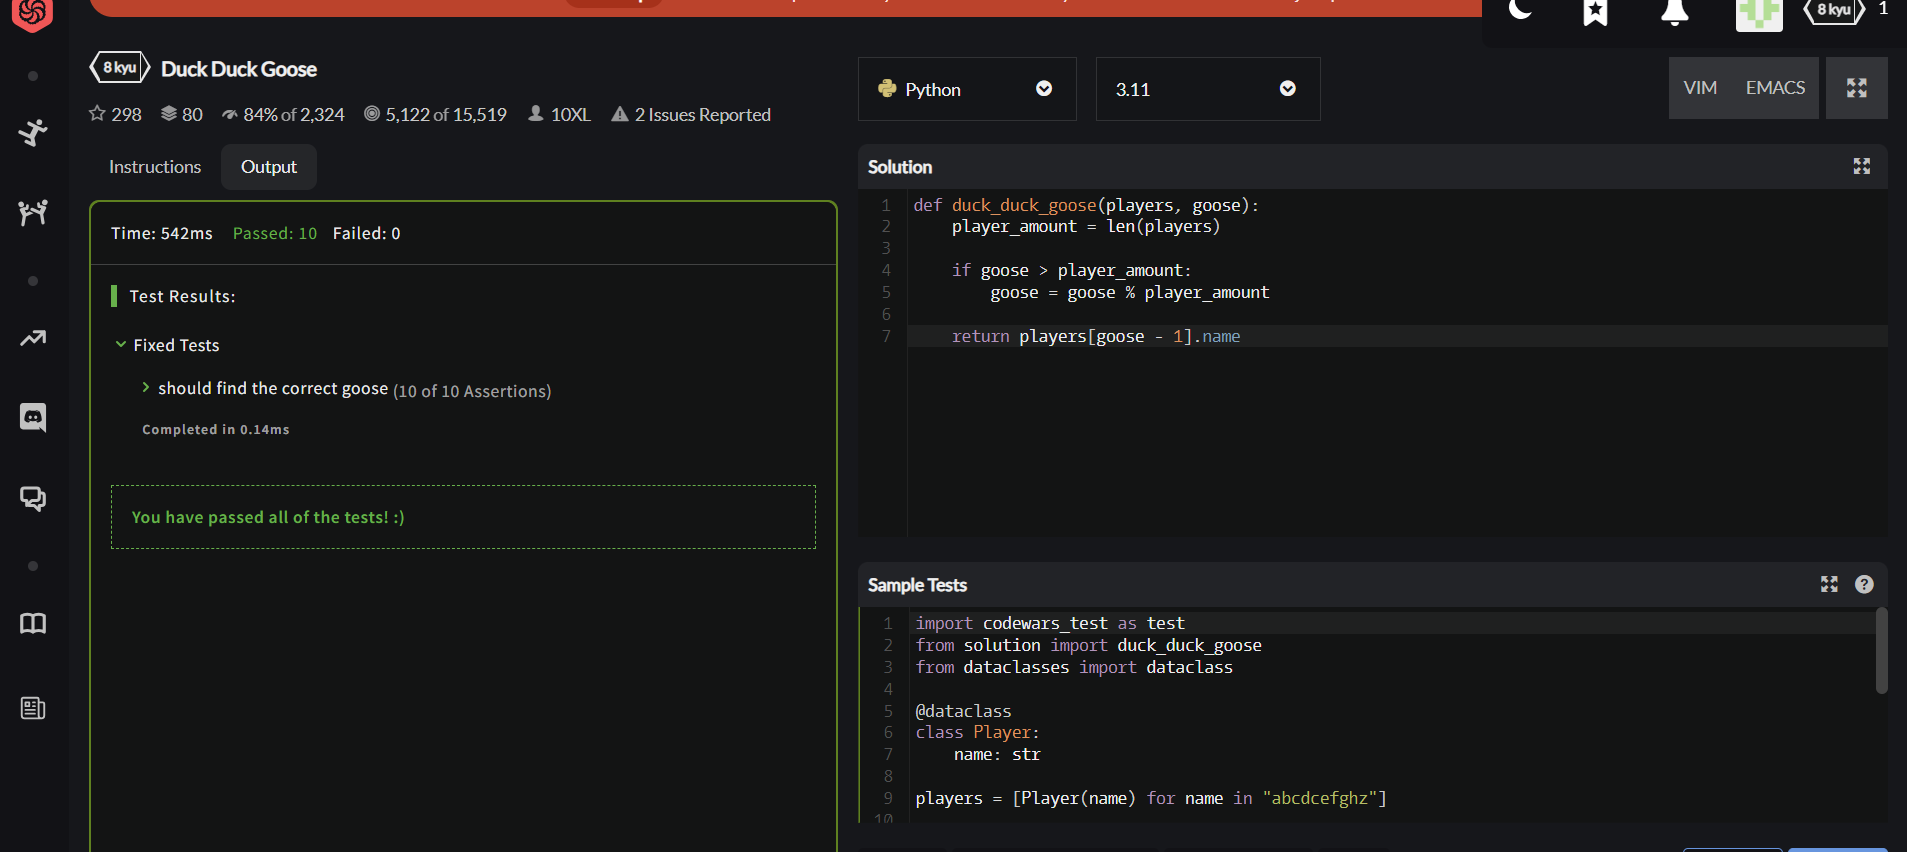 8 kyu 1
8 kyu Duck Duck Goose
298 80 84% of 2,324 5,122 of 15,519 10XL 2 Issues Reported
Python 3.11 VIM EMACS
Instructions Output
Time: 542ms Passed: 10 Failed: 0
Test Results:
Fixed Tests
should find the correct goose (10 of 10 Assertions)
Completed in 0.14ms
You have passed all of the tests! :)
Solution
1 def duck_duck_goose(players, goose):
2 player_amount = len(players)
3
4 if goose > player_amount:
5 goose = goose % player_amount
6
7 return players[goose - 1].name
Sample Tests
1 import codewars_test as test
2 from solution import duck_duck_goose
3 from dataclasses import dataclass
4
5 @dataclass
6 class Player:
7 name: str
8
9 players = [Player(name) for name in "abcdcefghz"]
10